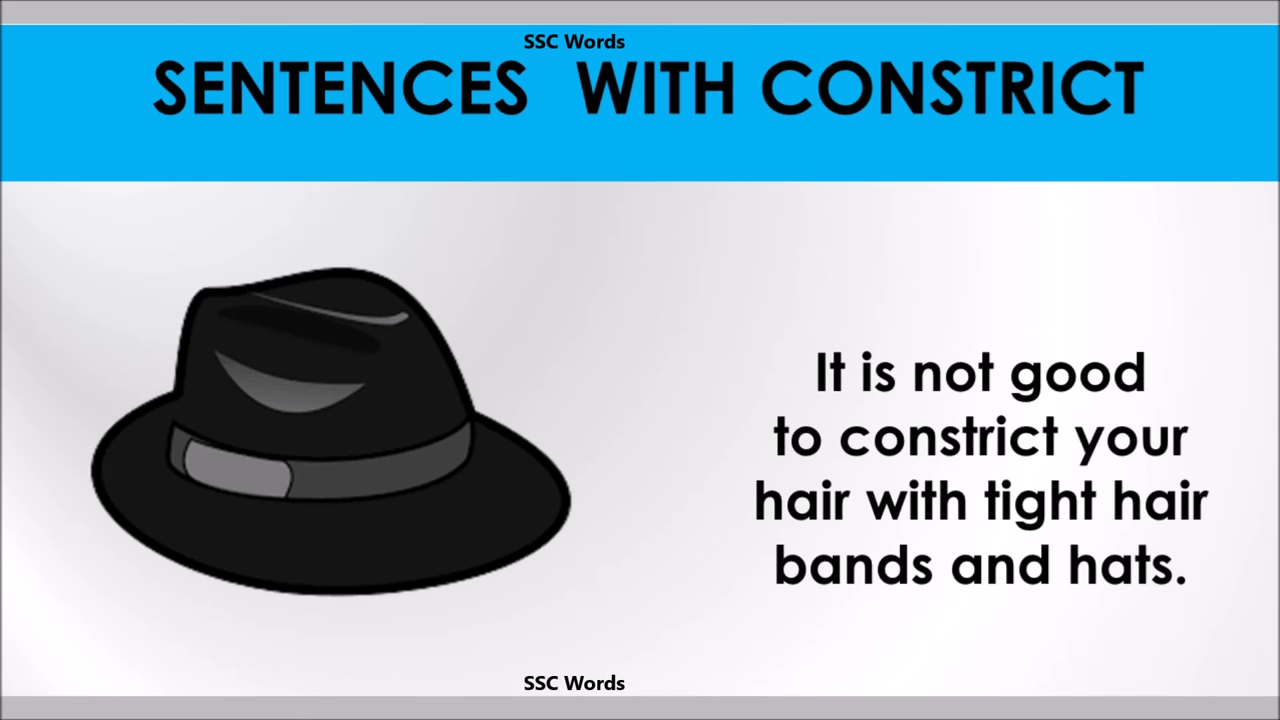 SSC Words
SENTENCES WITH CONSTRICT
It is not good
to constrict your
hair with tight hair
bands and hats.
SSC Words